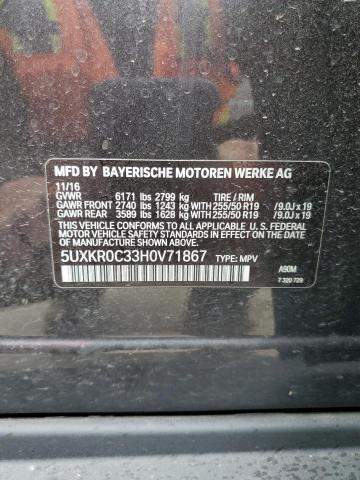 MFD BY BAYERISCHE MOTOREN WERKE AG
11/16
GVWR 6171 lbs 2799 kg TIRE / RIM
GAWR FRONT 2740 lbs 1243 kg WITH 255/50 R19 /9.0J x 19
GAWR REAR 3589 lbs 1628 kg WITH 255/50 R19 /9.0J x 19
THIS VEHICLE CONFORMS TO ALL APPLICABLE U.S. FEDERAL
MOTOR VEHICLE SAFETY STANDARDS IN EFFECT ON THE DATE
OF MANUFACTURE SHOWN ABOVE.
5UXKR0C33H0V71867 TYPE: MPV
A90M
7 320 729